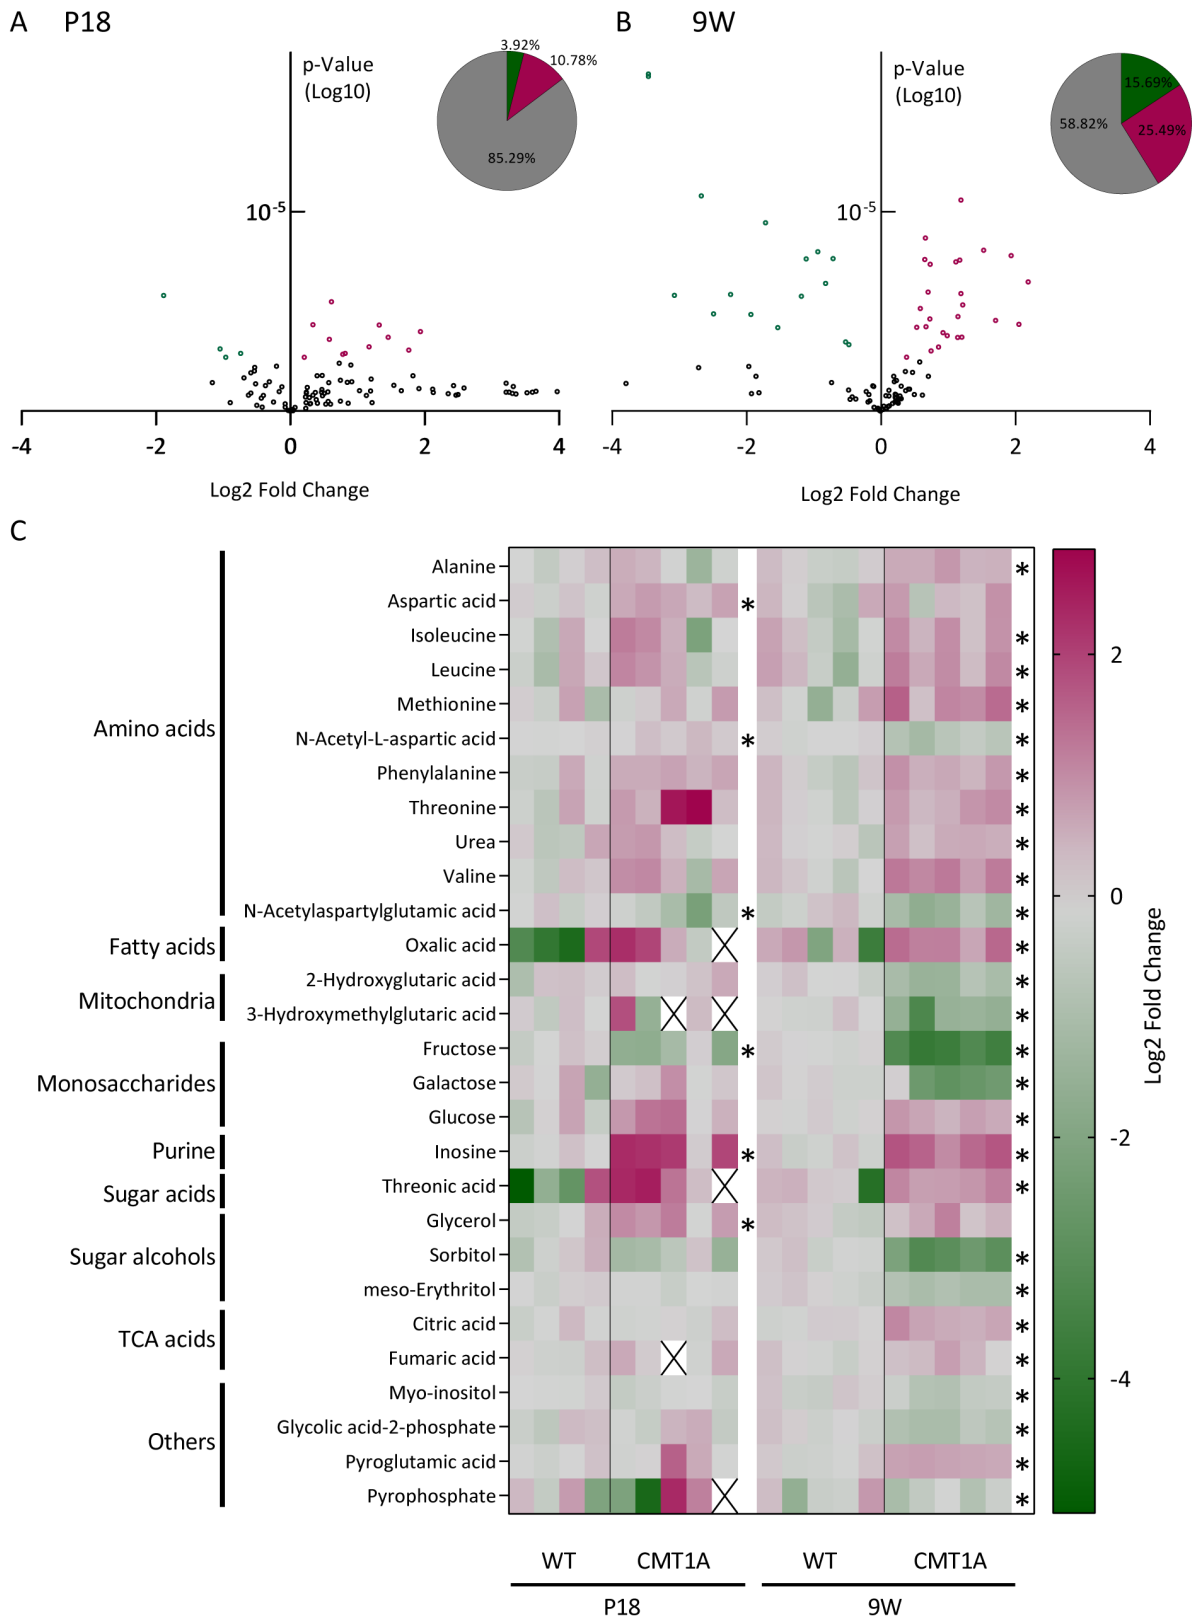 A P18
p-Value
(Log10)
3.92%
10.78%
85.29%
10-5
-4 -2 0 2 4
Log2 Fold Change
B 9W
p-Value
(Log10)
15.69%
58.82%
25.49%
10-5
-4 -2 0 2 4
Log2 Fold Change
C
Amino acids
Fatty acids
Mitochondria
Monosaccharides
Purine
Sugar acids
Sugar alcohols
TCA acids
Others
Alanine *
Aspartic acid *
Isoleucine *
Leucine *
Methionine *
N-Acetyl-L-aspartic acid * *
Phenylalanine *
Threonine *
Urea *
Valine *
N-Acetylaspartylglutamic acid * *
Oxalic acid *
2-Hydroxyglutaric acid *
3-Hydroxymethylglutaric acid *
Fructose * *
Galactose *
Glucose *
Inosine * *
Threonic acid *
Glycerol *
Sorbitol *
meso-Erythritol *
Citric acid *
Fumaric acid *
Myo-inositol *
Glycolic acid-2-phosphate *
Pyroglutamic acid *
Pyrophosphate *
2
0
-2
-4
Log2 Fold Change
WT CMT1A WT CMT1A
P18 9W